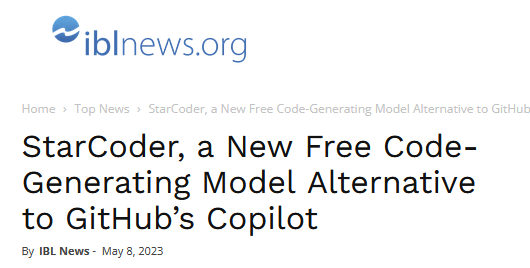 iblnews.org
Home › Top News › StarCoder, a New Free Code-Generating Model Alternative to GitHub
StarCoder, a New Free Code-
Generating Model Alternative
to GitHub’s Copilot
By IBL News - May 8, 2023